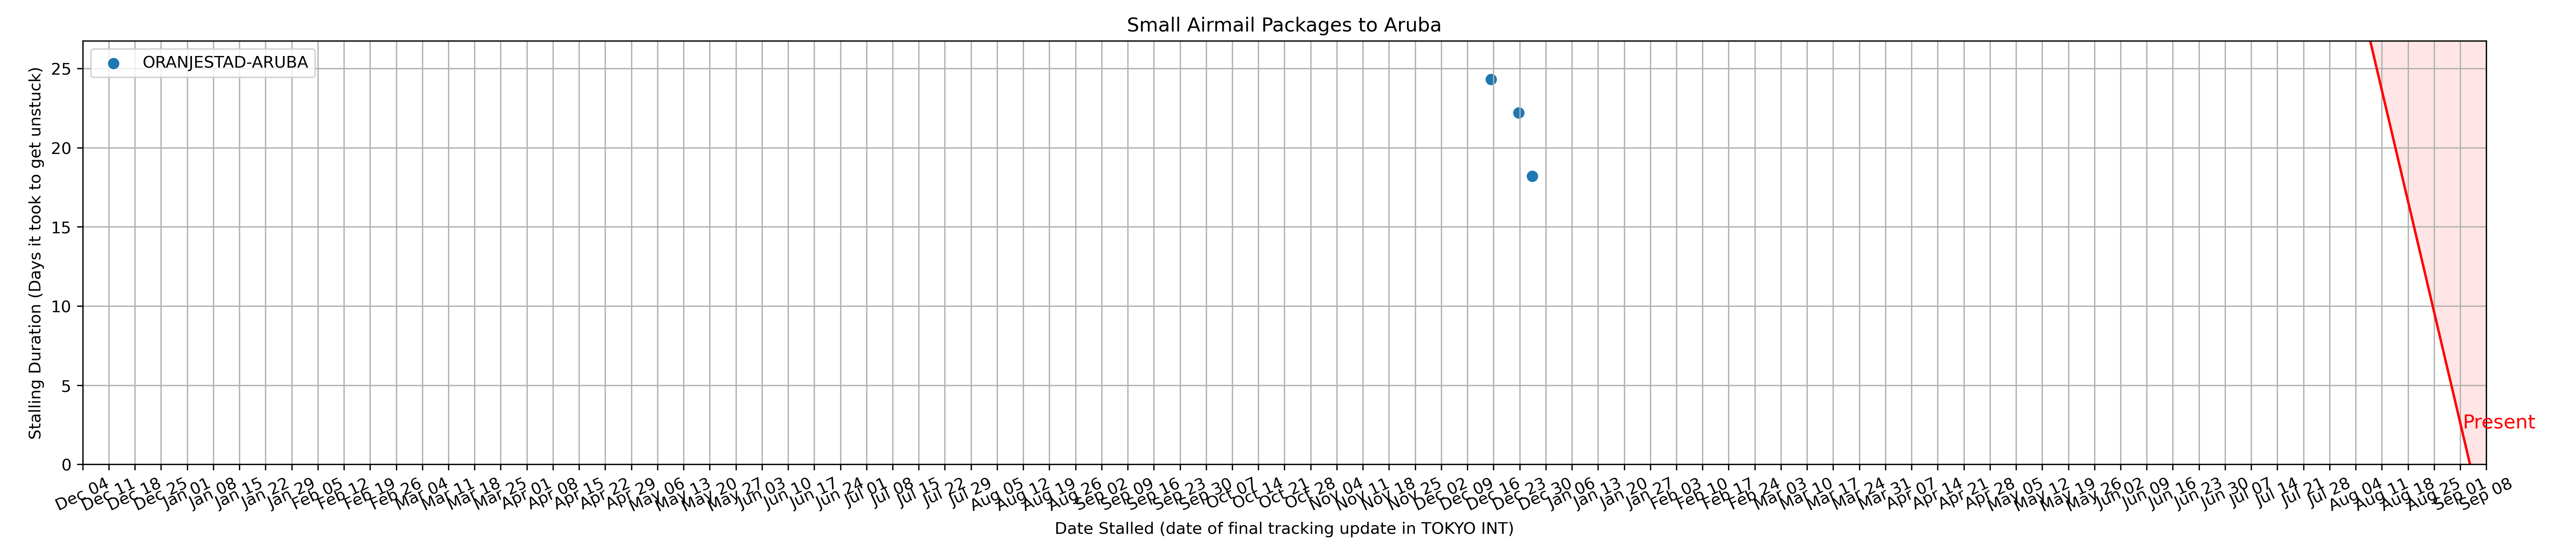 Small Airmail Packages to Aruba
ORANJESTAD-ARUBA
Stalling Duration (Days it took to get unstuck)
25
20
15
10
5
0
Present
Dec 04
Dec 11
Dec 18
Dec 25
Jan 01
Jan 08
Jan 15
Jan 22
Jan 29
Feb 05
Feb 12
Feb 19
Feb 26
Mar 04
Mar 11
Mar 18
Mar 25
Apr 01
Apr 08
Apr 15
Apr 22
Apr 29
May 06
May 13
May 20
May 27
Jun 03
Jun 10
Jun 17
Jun 24
Jul 01
Jul 08
Jul 15
Jul 22
Jul 29
Aug 05
Aug 12
Aug 19
Aug 26
Sep 02
Sep 09
Sep 16
Sep 23
Sep 30
Oct 07
Oct 14
Oct 21
Oct 28
Nov 04
Nov 11
Nov 18
Nov 25
Dec 02
Dec 09
Dec 16
Dec 23
Dec 30
Jan 06
Jan 13
Jan 20
Jan 27
Feb 03
Feb 10
Feb 17
Feb 24
Mar 03
Mar 10
Mar 17
Mar 24
Mar 31
Apr 07
Apr 14
Apr 21
Apr 28
May 05
May 12
May 19
May 26
Jun 02
Jun 09
Jun 16
Jun 23
Jun 30
Jul 07
Jul 14
Jul 21
Jul 28
Aug 04
Aug 11
Aug 18
Aug 25
Sep 01
Sep 08
Date Stalled (date of final tracking update in TOKYO INT)